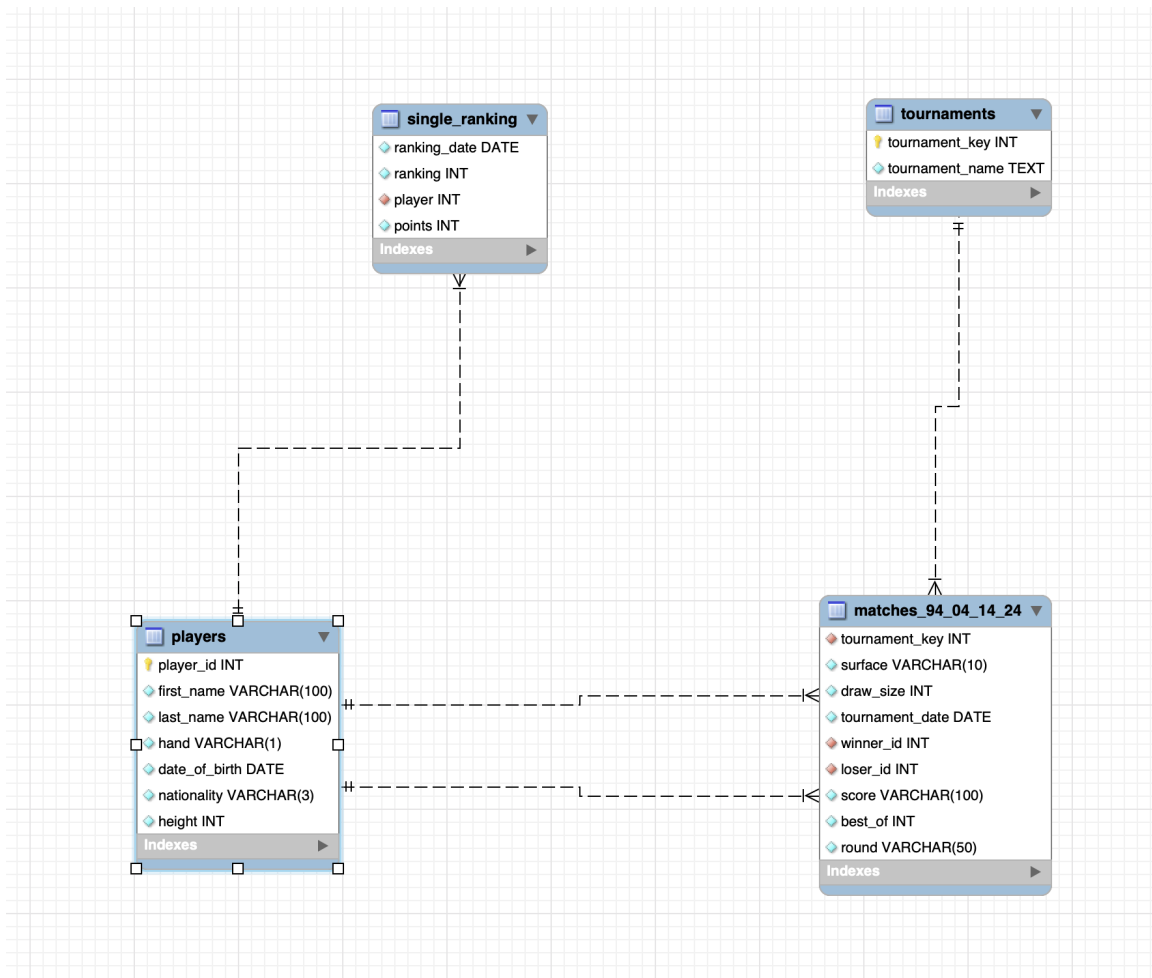 single_ranking
ranking_date DATE
ranking INT
player INT
points INT
Indexes
tournaments
tournament_key INT
tournament_name TEXT
Indexes
players
player_id INT
first_name VARCHAR(100)
last_name VARCHAR(100)
hand VARCHAR(1)
date_of_birth DATE
nationality VARCHAR(3)
height INT
Indexes
matches_94_04_14_24
tournament_key INT
surface VARCHAR(10)
draw_size INT
tournament_date DATE
winner_id INT
loser_id INT
score VARCHAR(100)
best_of INT
round VARCHAR(50)
Indexes